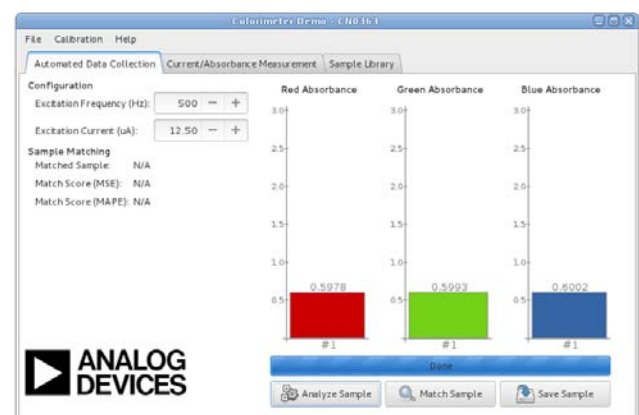 Colorimeter Demo - CN0363
File Calibration Help
Automated Data Collection Current/Absorbance Measurement Sample Library
Configuration
Excitation Frequency (Hz): 500 − +
Excitation Current (uA): 12.50 − +
Sample Matching
Matched Sample: N/A
Match Score (MSE): N/A
Match Score (MAPE): N/A
Red Absorbance
3.0
2.5
2.0
1.5
1.0
0.5
0.5978
#1
Green Absorbance
3.0
2.5
2.0
1.5
1.0
0.5
0.5993
#1
Blue Absorbance
3.0
2.5
2.0
1.5
1.0
0.5
0.6002
#1
ANALOG
DEVICES
Done
Analyze Sample Match Sample Save Sample